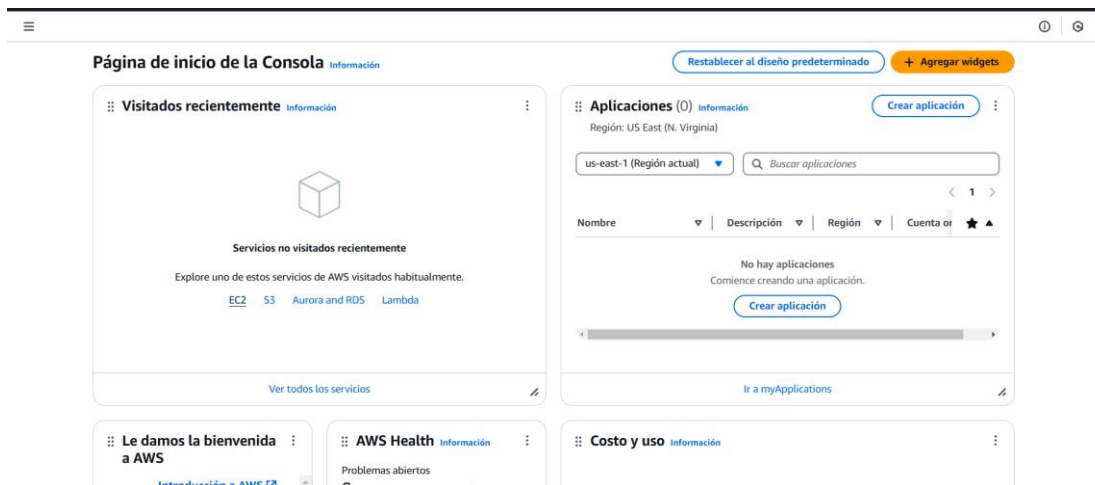 Página de inicio de la Consola Información
Restablecer al diseño predeterminado
+ Agregar widgets
Visitados recientemente Información
Servicios no visitados recientemente
Explore uno de estos servicios de AWS visitados habitualmente.
EC2 S3 Aurora and RDS Lambda
Ver todos los servicios
Aplicaciones (0) Información
Crear aplicación
Región: US East (N. Virginia)
us-east-1 (Región actual)
Buscar aplicaciones
1
Nombre Descripción Región Cuenta or
No hay aplicaciones
Comience creando una aplicación.
Crear aplicación
Ir a myApplications
Le damos la bienvenida
a AWS
Introducción a AWS
AWS Health Información
Problemas abiertos
Costo y uso Información